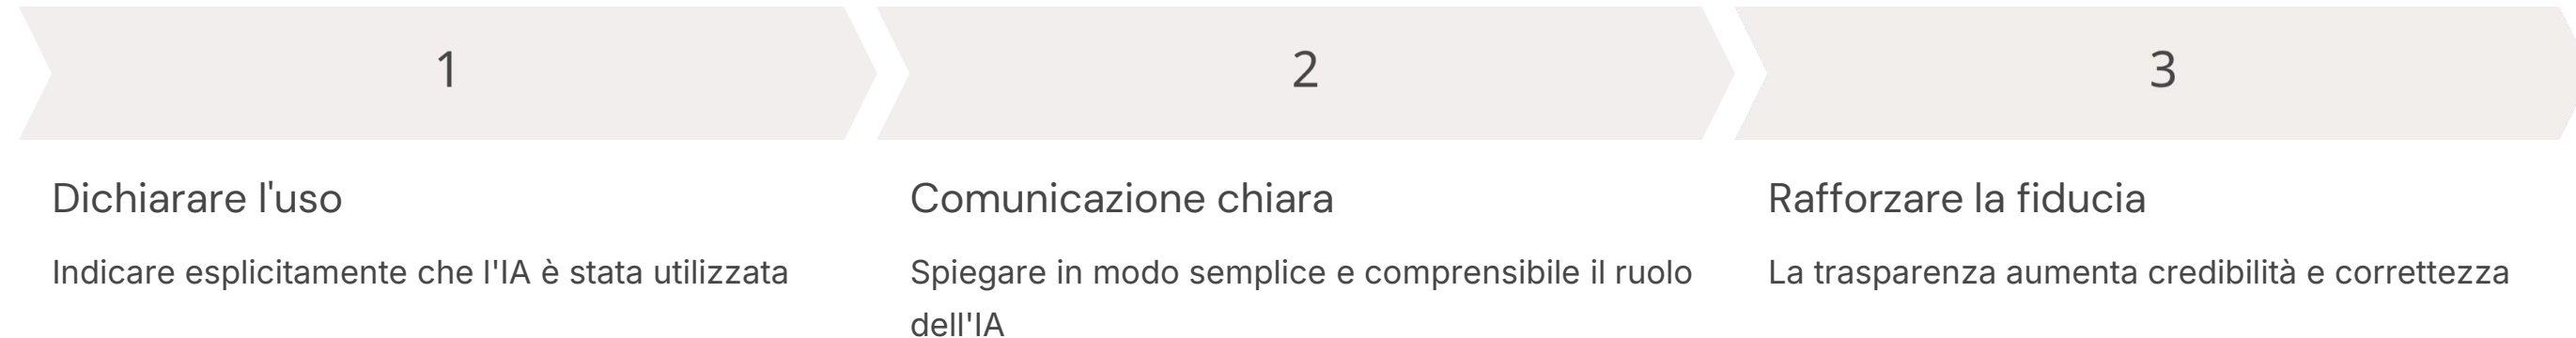 1
Dichiarare l'uso
Indicare esplicitamente che l'IA è stata utilizzata
2
Comunicazione chiara
Spiegare in modo semplice e comprensibile il ruolo
dell'IA
3
Rafforzare la fiducia
La trasparenza aumenta credibilità e correttezza